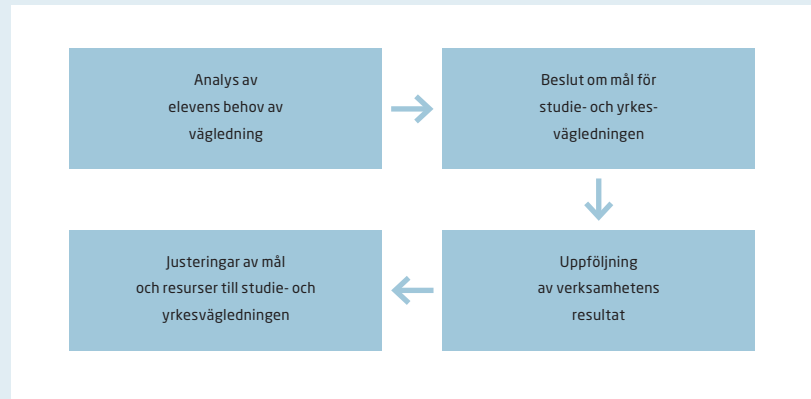 Analys av
elevens behov av
vägledning
Beslut om mål för
studie- och yrkes-
vägledningen
Uppföljning
av verksamhetens
resultat
Justeringar av mål
och resurser till studie- och
yrkesvägledningen